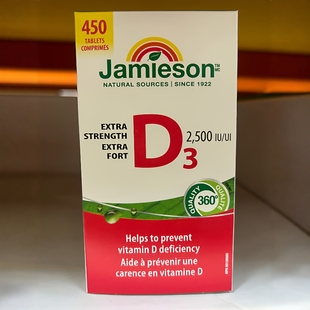 450
TABLETS
COMPRIMÉS
Jamieson™
NATURAL SOURCES | SINCE 1922
EXTRA
STRENGTH
EXTRA
FORT
D3
2,500 IU/UI
QUALITY
360°
QUALITÉ
Helps to prevent
vitamin D deficiency
Aide à prévenir une
carence en vitamine D